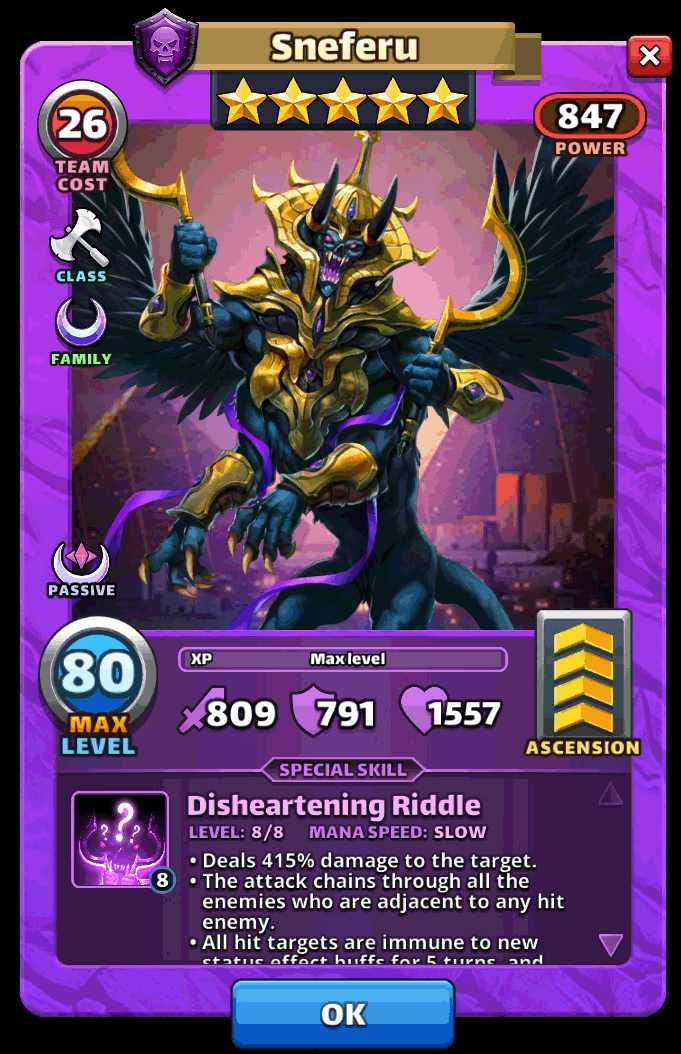 Sneferu
26
TEAM
COST
847
POWER
CLASS
FAMILY
PASSIVE
80
MAX
LEVEL
XP Max level
809 791 1557
ASCENSION
SPECIAL SKILL
Disheartening Riddle
LEVEL: 8/8 MANA SPEED: SLOW
8
• Deals 415% damage to the target.
• The attack chains through all the
enemies who are adjacent to any hit
enemy.
• All hit targets are immune to new
status effect buffs for 5 turns, and
OK